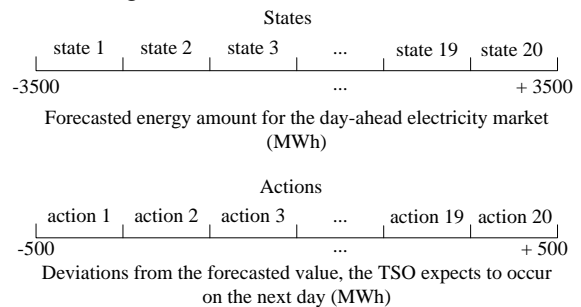 States
state 1 state 2 state 3 ... state 19 state 20
-3500 ... + 3500
Forecasted energy amount for the day-ahead electricity market
(MWh)
Actions
action 1 action 2 action 3 ... action 19 action 20
-500 ... + 500
Deviations from the forecasted value, the TSO expects to occur
on the next day (MWh)